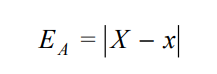 E_A = |X − x|